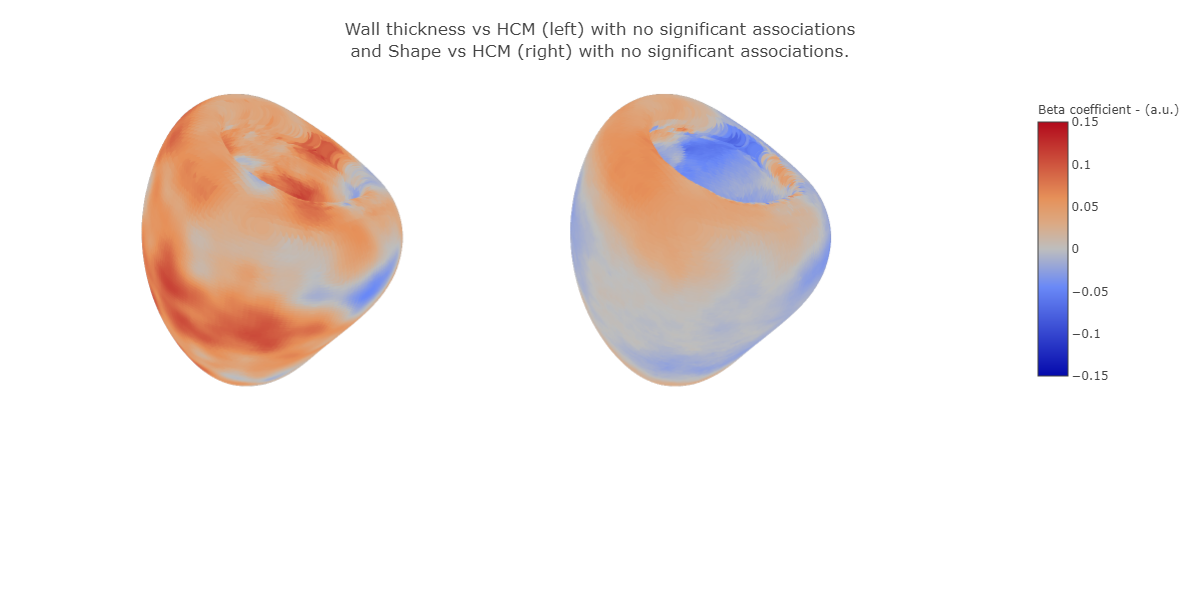 Wall thickness vs HCM (left) with no significant associations
and Shape vs HCM (right) with no significant associations.
Beta coefficient - (a.u.)
0.15
0.1
0.05
0
−0.05
−0.1
−0.15